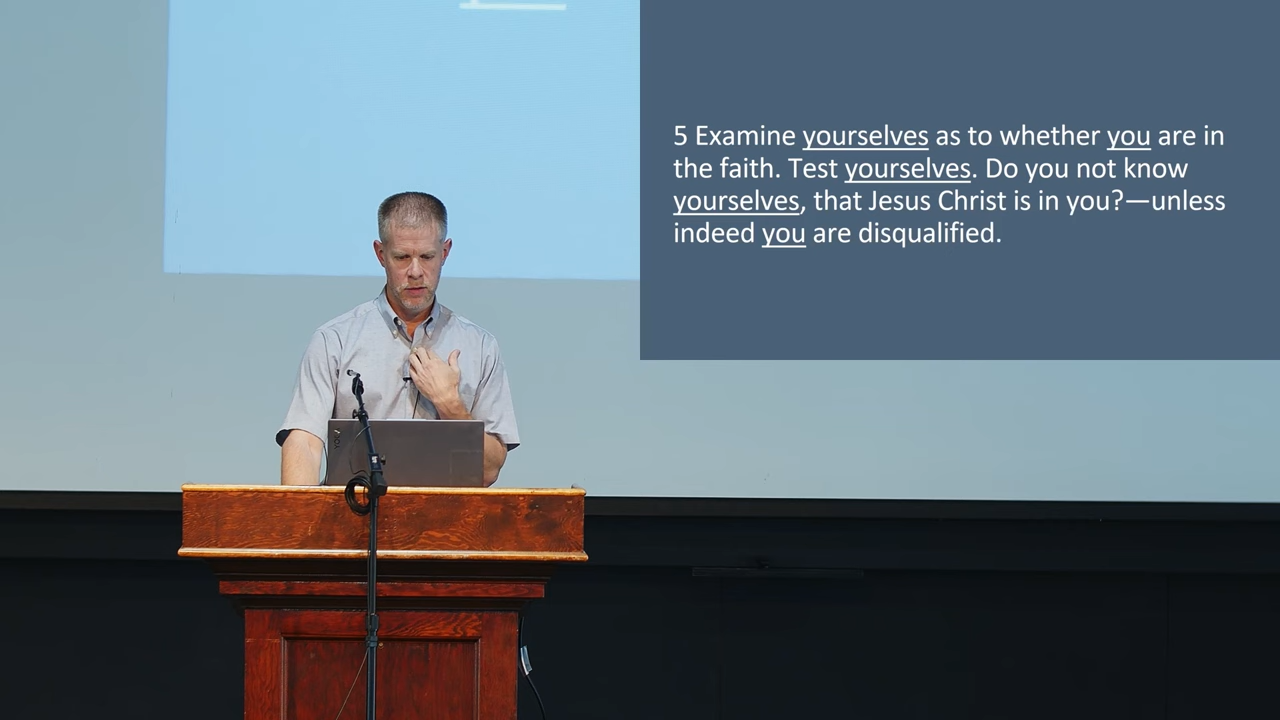 5 Examine yourselves as to whether you are in
the faith. Test yourselves. Do you not know
yourselves, that Jesus Christ is in you?—unless
indeed you are disqualified.